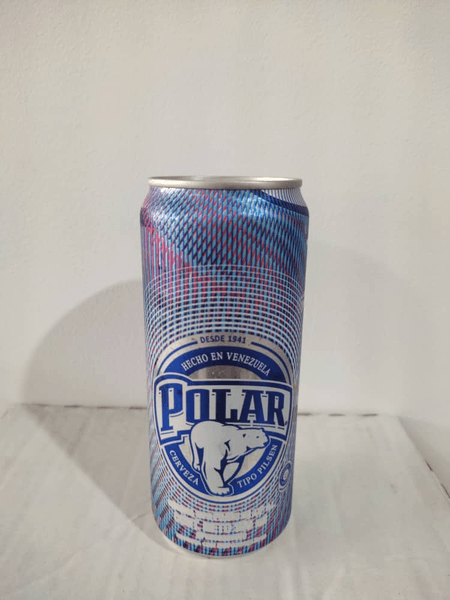 DESDE 1941
HECHO EN VENEZUELA
POLAR
CERVEZA TIPO PILSEN